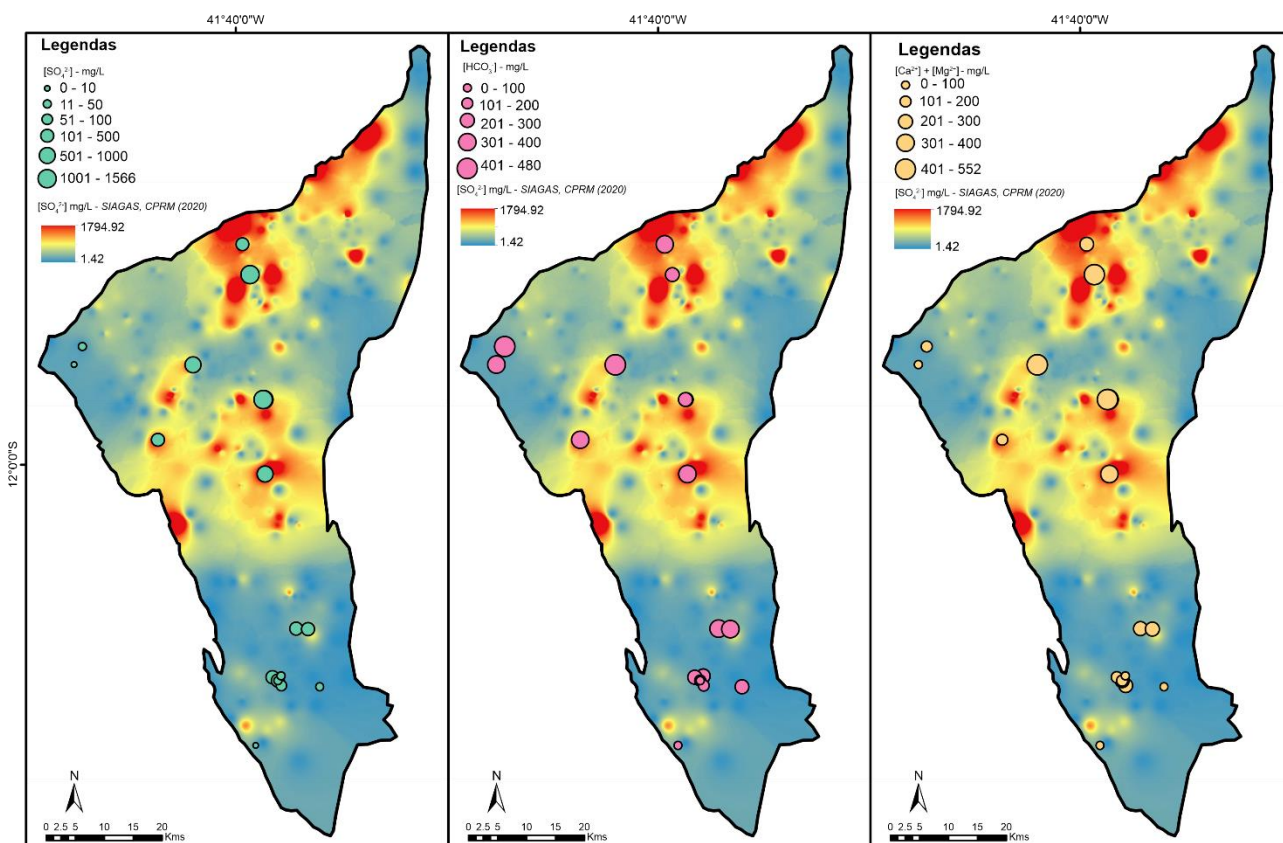 41°40'0"W
41°40'0"W
41°40'0"W
12°0'0"S
Legendas
[SO₄²⁻] - mg/L
0 - 10
11 - 50
51 - 100
101 - 500
501 - 1000
1001 - 1566
[SO₄²⁻] mg/L - SIAGAS, CPRM (2020)
1794.92
1.42
N
0 2.5 5 10 15 20
Kms
Legendas
[HCO₃⁻] - mg/L
0 - 100
101 - 200
201 - 300
301 - 400
401 - 480
[SO₄²⁻] mg/L - SIAGAS, CPRM (2020)
1794.92
1.42
N
0 2.5 5 10 15 20
Kms
Legendas
[Ca²⁺] + [Mg²⁺] - mg/L
0 - 100
101 - 200
201 - 300
301 - 400
401 - 552
[SO₄²⁻] mg/L - SIAGAS, CPRM (2020)
1794.92
1.42
N
0 2.5 5 10 15 20
Kms